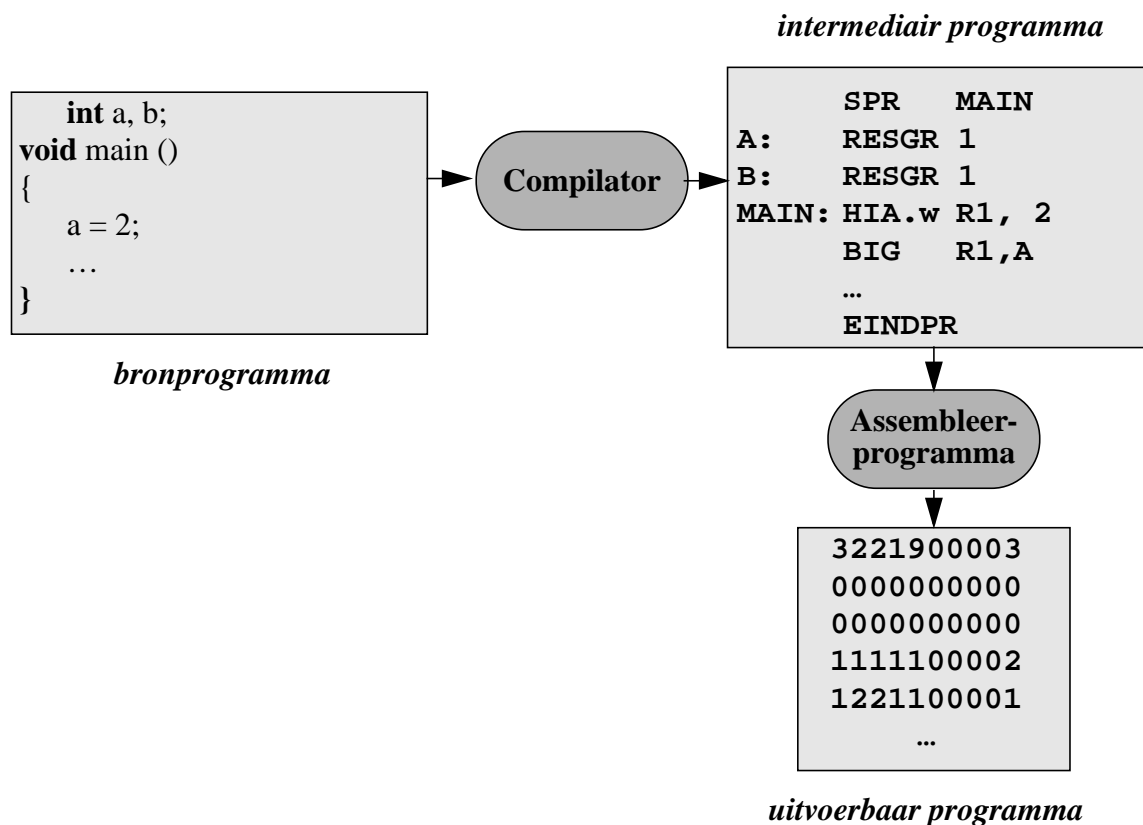 intermediair programma
int a, b;
void main ()
{
a = 2;
…
}
bronprogramma
Compilator
SPR MAIN
A: RESGR 1
B: RESGR 1
MAIN: HIA.w R1, 2
BIG R1,A
…
EINDPR
Assembleer-
programma
3221900003
0000000000
0000000000
1111100002
1221100001
…
uitvoerbaar programma